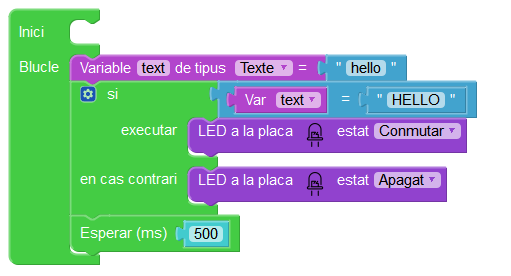 Inici
Blucle Variable text de tipus Texte = " hello "
si Var text = " HELLO "
executar LED a la placa estat Conmutar
en cas contrari LED a la placa estat Apagat
Esperar (ms) 500